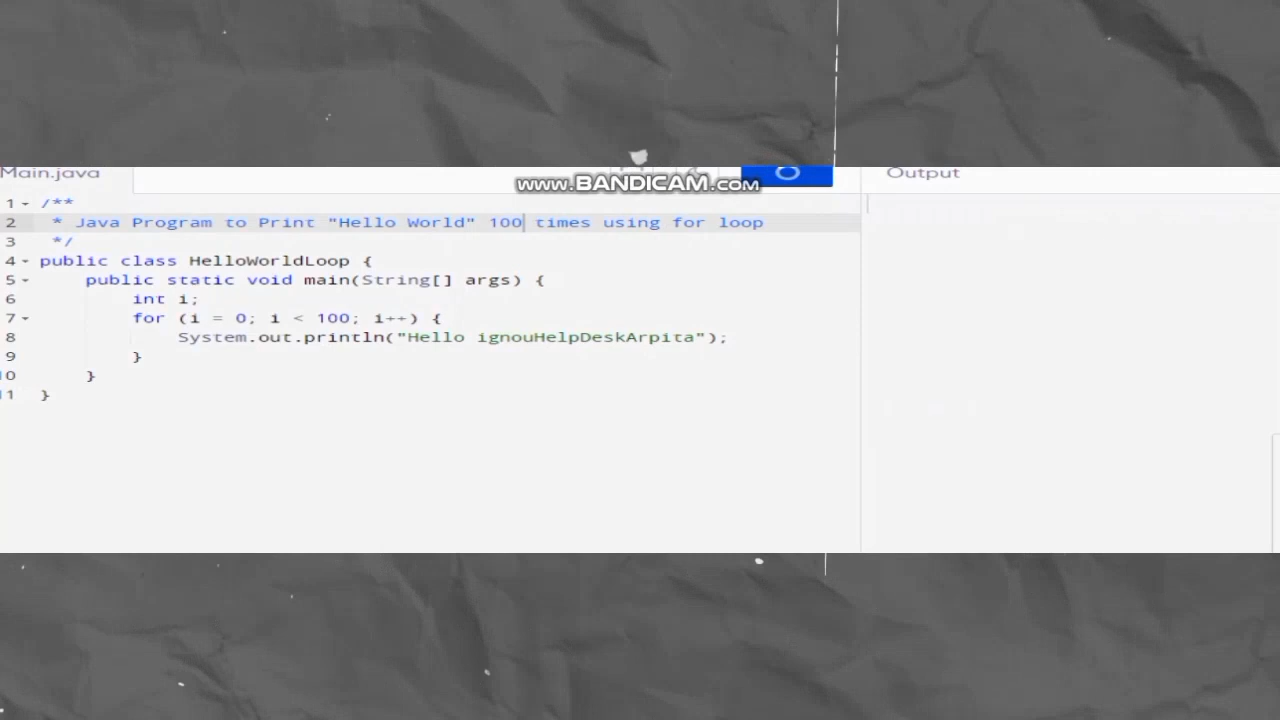 Main.java
www.BANDICAM.com
Output
1 /**
2 * Java Program to Print "Hello World" 100 times using for loop
3 */
4 public class HelloWorldLoop {
5 public static void main(String[] args) {
6 int i;
7 for (i = 0; i < 100; i++) {
8 System.out.println("Hello ignouHelpDeskArpita");
9 }
10 }
11 }